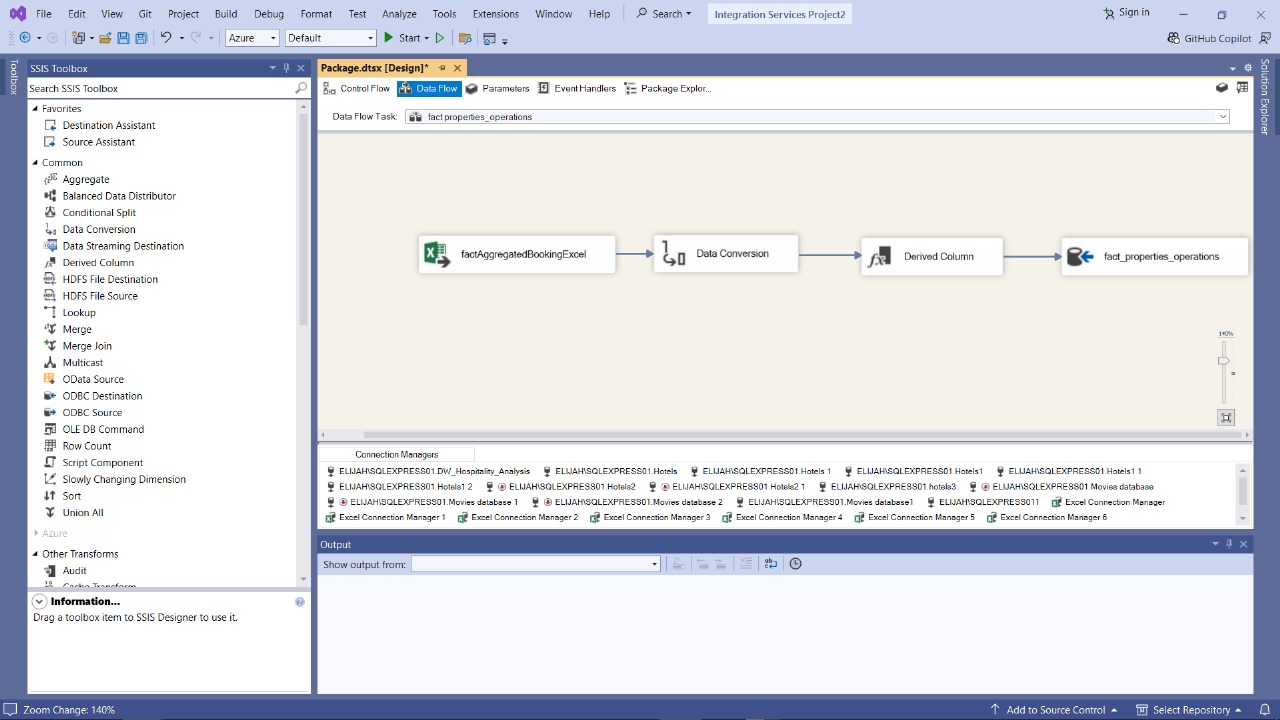 File Edit View Git Project Build Debug Format Test Analyze Tools Extensions Window Help Search Integration Services Project2 Sign in
Azure Default Start GitHub Copilot
Toolbox
SSIS Toolbox
Search SSIS Toolbox
Favorites
Destination Assistant
Source Assistant
Common
Aggregate
Balanced Data Distributor
Conditional Split
Data Conversion
Data Streaming Destination
Derived Column
HDFS File Destination
HDFS File Source
Lookup
Merge
Merge Join
Multicast
OData Source
ODBC Destination
ODBC Source
OLE DB Command
Row Count
Script Component
Slowly Changing Dimension
Sort
Union All
Azure
Other Transforms
Audit
Cache Transform
Information...
Drag a toolbox item to SSIS Designer to use it.
Package.dtsx [Design]*
Control Flow Data Flow Parameters Event Handlers Package Explor...
Data Flow Task: fact properties_operations
factAggregatedBookingExcel Data Conversion Derived Column fact_properties_operations
140%
Connection Managers
ELIJAH\SQLEXPRESS01.DW_Hospitality_Analysis ELIJAH\SQLEXPRESS01.Hotels ELIJAH\SQLEXPRESS01.Hotels 1 ELIJAH\SQLEXPRESS01.Hotels1 ELIJAH\SQLEXPRESS01.Hotels1 1
ELIJAH\SQLEXPRESS01.Hotels1 2 ELIJAH\SQLEXPRESS01.Hotels2 ELIJAH\SQLEXPRESS01.Hotels2 1 ELIJAH\SQLEXPRESS01.hotels3 ELIJAH\SQLEXPRESS01.Movies database
ELIJAH\SQLEXPRESS01.Movies database 1 ELIJAH\SQLEXPRESS01.Movies database 2 ELIJAH\SQLEXPRESS01.Movies database1 ELIJAH\SQLEXPRESS011 Excel Connection Manager
Excel Connection Manager 1 Excel Connection Manager 2 Excel Connection Manager 3 Excel Connection Manager 4 Excel Connection Manager 5 Excel Connection Manager 6
Output
Show output from:
Solution Explorer
Zoom Change: 140% Add to Source Control Select Repository